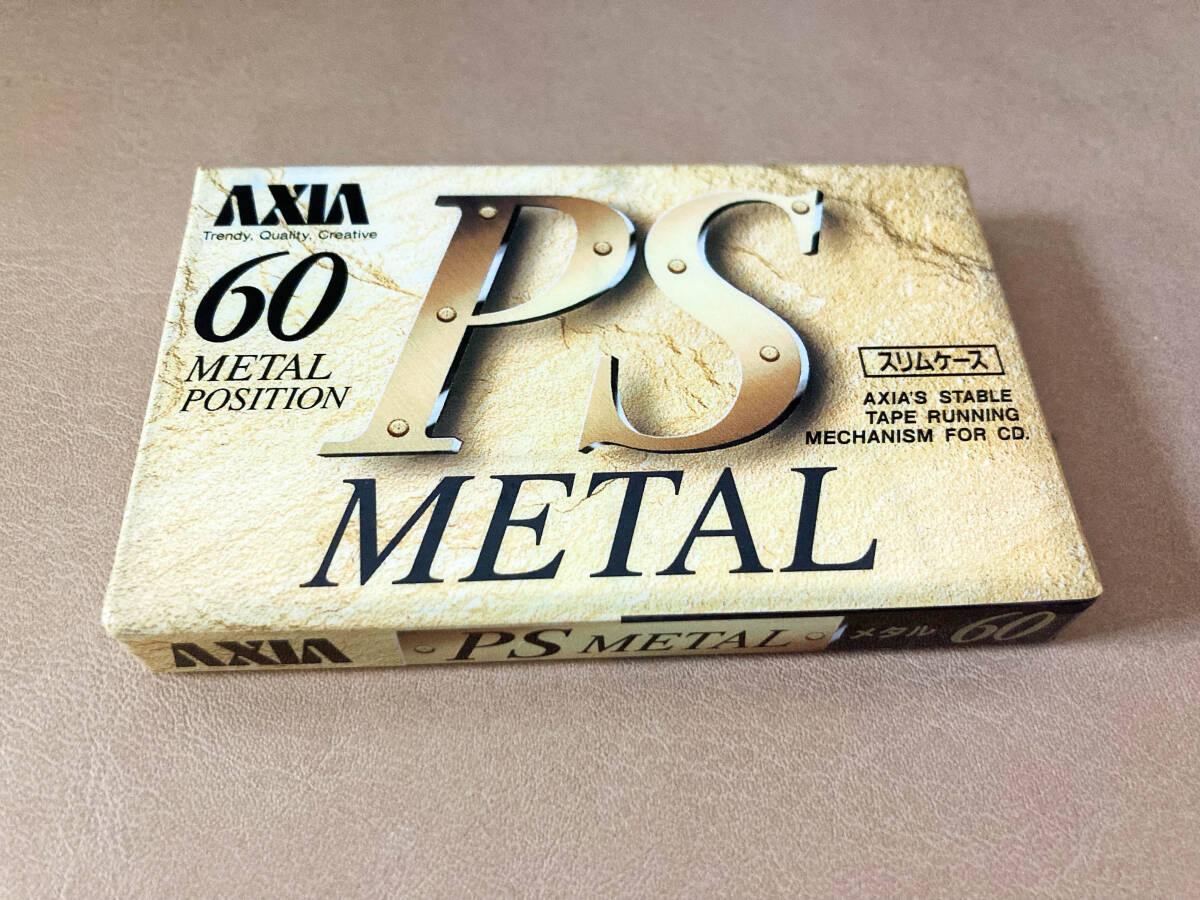 AXIA
Trendy, Quality, Creative
60
METAL
POSITION
PS
METAL
スリムケース
AXIA'S STABLE
TAPE RUNNING
MECHANISM FOR CD.
AXIA PS METAL メタル 60